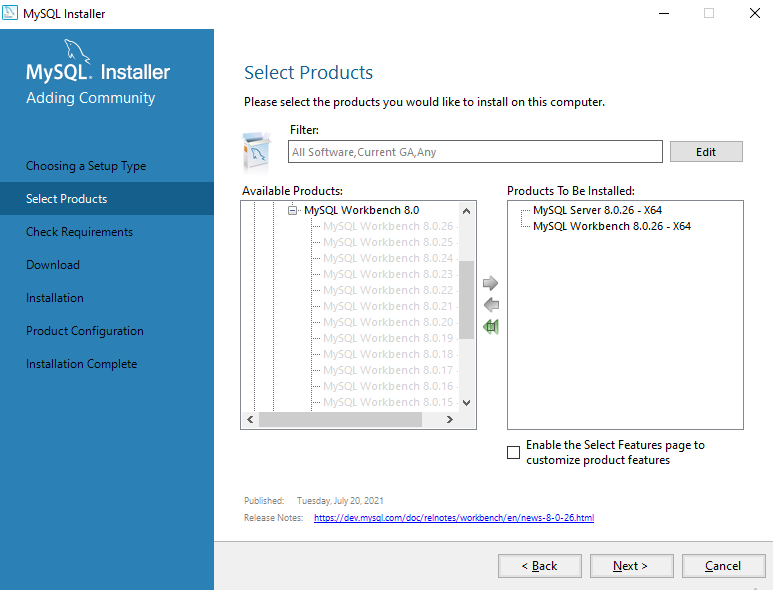 MySQL Installer
MySQL. Installer
Adding Community
Choosing a Setup Type
Select Products
Check Requirements
Download
Installation
Product Configuration
Installation Complete
Select Products
Please select the products you would like to install on this computer.
Filter:
All Software,Current GA,Any
Edit
Available Products:
MySQL Workbench 8.0
MySQL Workbench 8.0.26 -
MySQL Workbench 8.0.25 -
MySQL Workbench 8.0.24 -
MySQL Workbench 8.0.23 -
MySQL Workbench 8.0.22 -
MySQL Workbench 8.0.21 -
MySQL Workbench 8.0.20 -
MySQL Workbench 8.0.19 -
MySQL Workbench 8.0.18 -
MySQL Workbench 8.0.17 -
MySQL Workbench 8.0.16 -
MySQL Workbench 8.0.15 -
Products To Be Installed:
MySQL Server 8.0.26 - X64
MySQL Workbench 8.0.26 - X64
Enable the Select Features page to
customize product features
Published: Tuesday, July 20, 2021
Release Notes: https://dev.mysql.com/doc/relnotes/workbench/en/news-8-0-26.html
< Back
Next >
Cancel